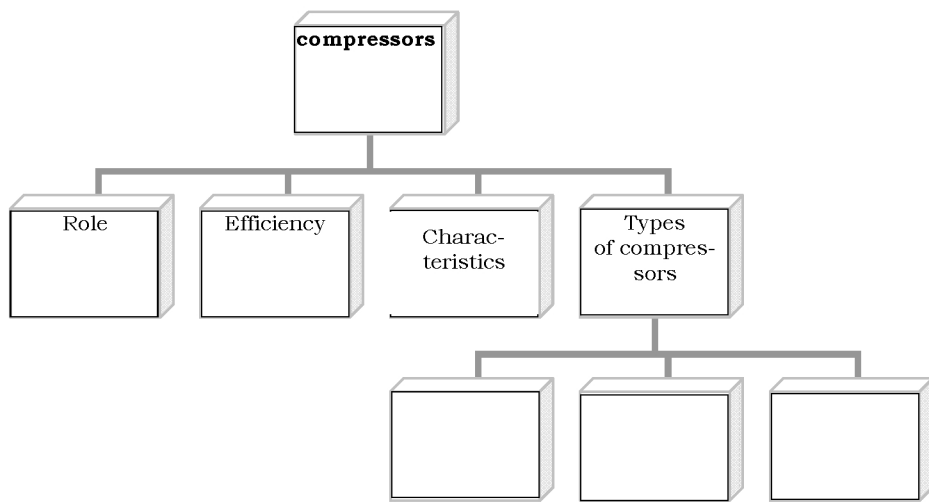 compressors
Role
Efficiency
Charac-
teristics
Types
of compres-
sors